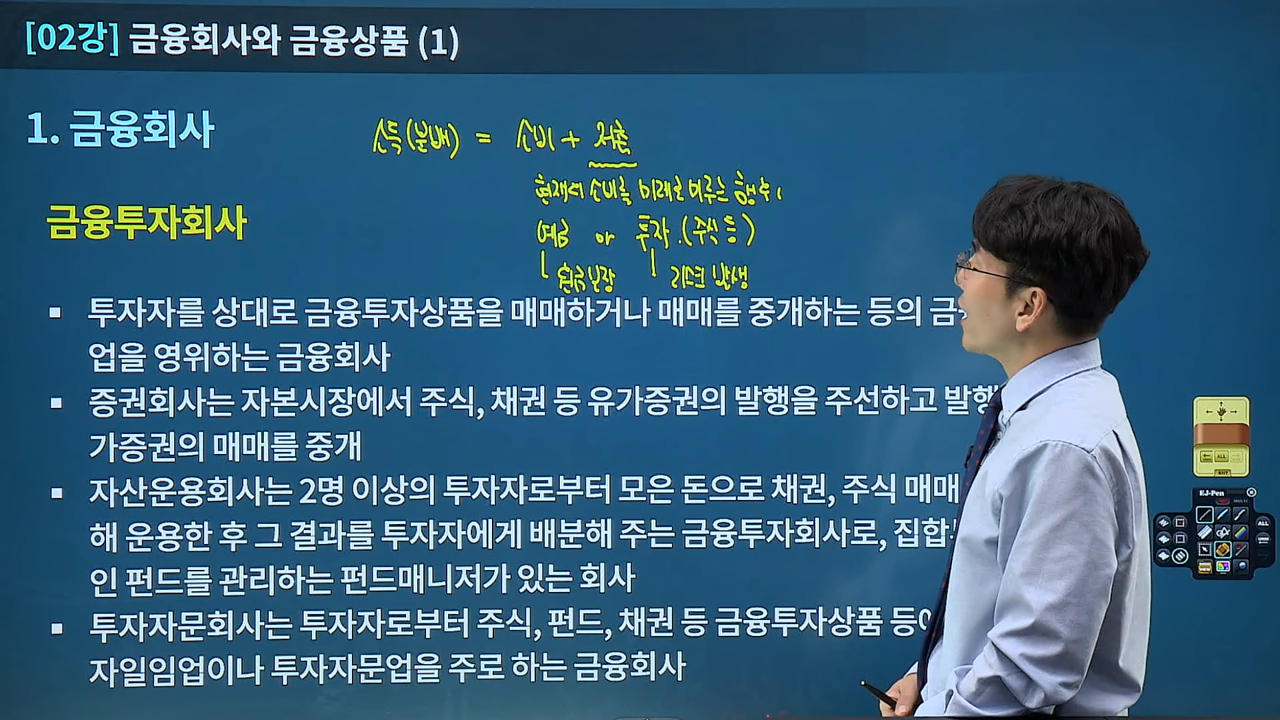 [02강] 금융회사와 금융상품 (1)
1. 금융회사
소득(분배) = 소비 + 저축
현재의 소비를 미래로 미루는 행위
금융투자회사
예금 or 투자.(주식 등)
원금보장 리스크 발생
▪ 투자자를 상대로 금융투자상품을 매매하거나 매매를 중개하는 등의
업을 영위하는 금융회사
▪ 증권회사는 자본시장에서 주식, 채권 등 유가증권의 발행을 주선하고 발행
가증권의 매매를 중개
▪ 자산운용회사는 2명 이상의 투자자로부터 모은 돈으로 채권, 주식 매매
해 운용한 후 그 결과를 투자자에게 배분해 주는 금융투자회사로, 집합
인 펀드를 관리하는 펀드매니저가 있는 회사
▪ 투자자문회사는 투자자로부터 주식, 펀드, 채권 등 금융투자상품
자일임업이나 투자자문업을 주로 하는 금융회사
ALL
EXIT
EJ-Pen
ALL